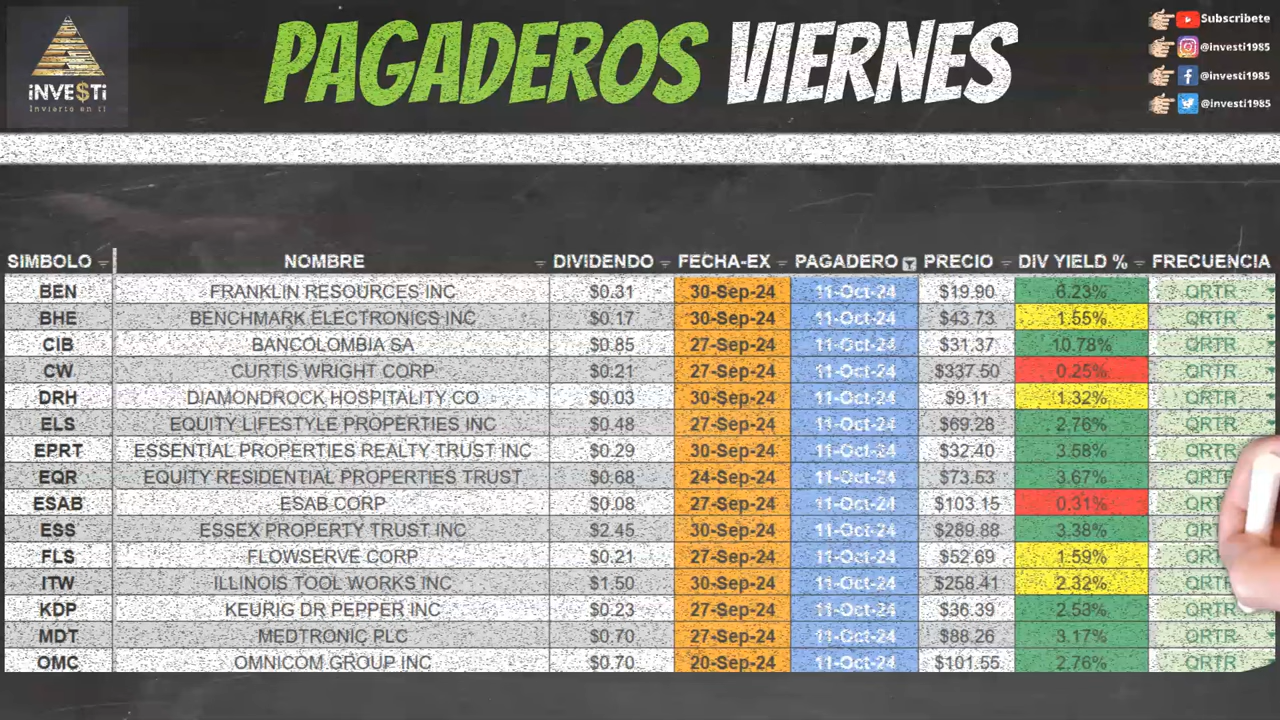 PAGADEROS VIERNES
iNVE$Ti
Invierto en ti
Subscribete
@investi1985
@investi1985
@investi1985
SIMBOLO NOMBRE DIVIDENDO FECHA-EX PAGADERO PRECIO DIV YIELD % FRECUENCIA
BEN FRANKLIN RESOURCES INC $0.31 30-Sep-24 11-Oct-24 $19.90 6.23% QRTR
BHE BENCHMARK ELECTRONICS INC $0.17 30-Sep-24 11-Oct-24 $43.73 1.55% QRTR
CIB BANCOLOMBIA SA $0.85 27-Sep-24 11-Oct-24 $31.37 10.78% QRTR
CW CURTIS WRIGHT CORP $0.21 27-Sep-24 11-Oct-24 $337.50 0.25% QRTR
DRH DIAMONDROCK HOSPITALITY CO $0.03 30-Sep-24 11-Oct-24 $9.11 1.32% QRTR
ELS EQUITY LIFESTYLE PROPERTIES INC $0.48 27-Sep-24 11-Oct-24 $69.28 2.76% QRTR
EPRT ESSENTIAL PROPERTIES REALTY TRUST INC $0.29 30-Sep-24 11-Oct-24 $32.40 3.58% QRTR
EQR EQUITY RESIDENTIAL PROPERTIES TRUST $0.68 24-Sep-24 11-Oct-24 $73.53 3.67% QRTR
ESAB ESAB CORP $0.08 27-Sep-24 11-Oct-24 $103.15 0.31% QRT
ESS ESSEX PROPERTY TRUST INC $2.45 30-Sep-24 11-Oct-24 $289.88 3.38% QRT
FLS FLOWSERVE CORP $0.21 27-Sep-24 11-Oct-24 $52.69 1.59% QRT
ITW ILLINOIS TOOL WORKS INC $1.50 30-Sep-24 11-Oct-24 $258.41 2.32% QRT
KDP KEURIG DR PEPPER INC $0.23 27-Sep-24 11-Oct-24 $36.39 2.53% QRTR
MDT MEDTRONIC PLC $0.70 27-Sep-24 11-Oct-24 $88.26 3.17% QRTR
OMC OMNICOM GROUP INC $0.70 20-Sep-24 11-Oct-24 $101.55 2.76% QRTR